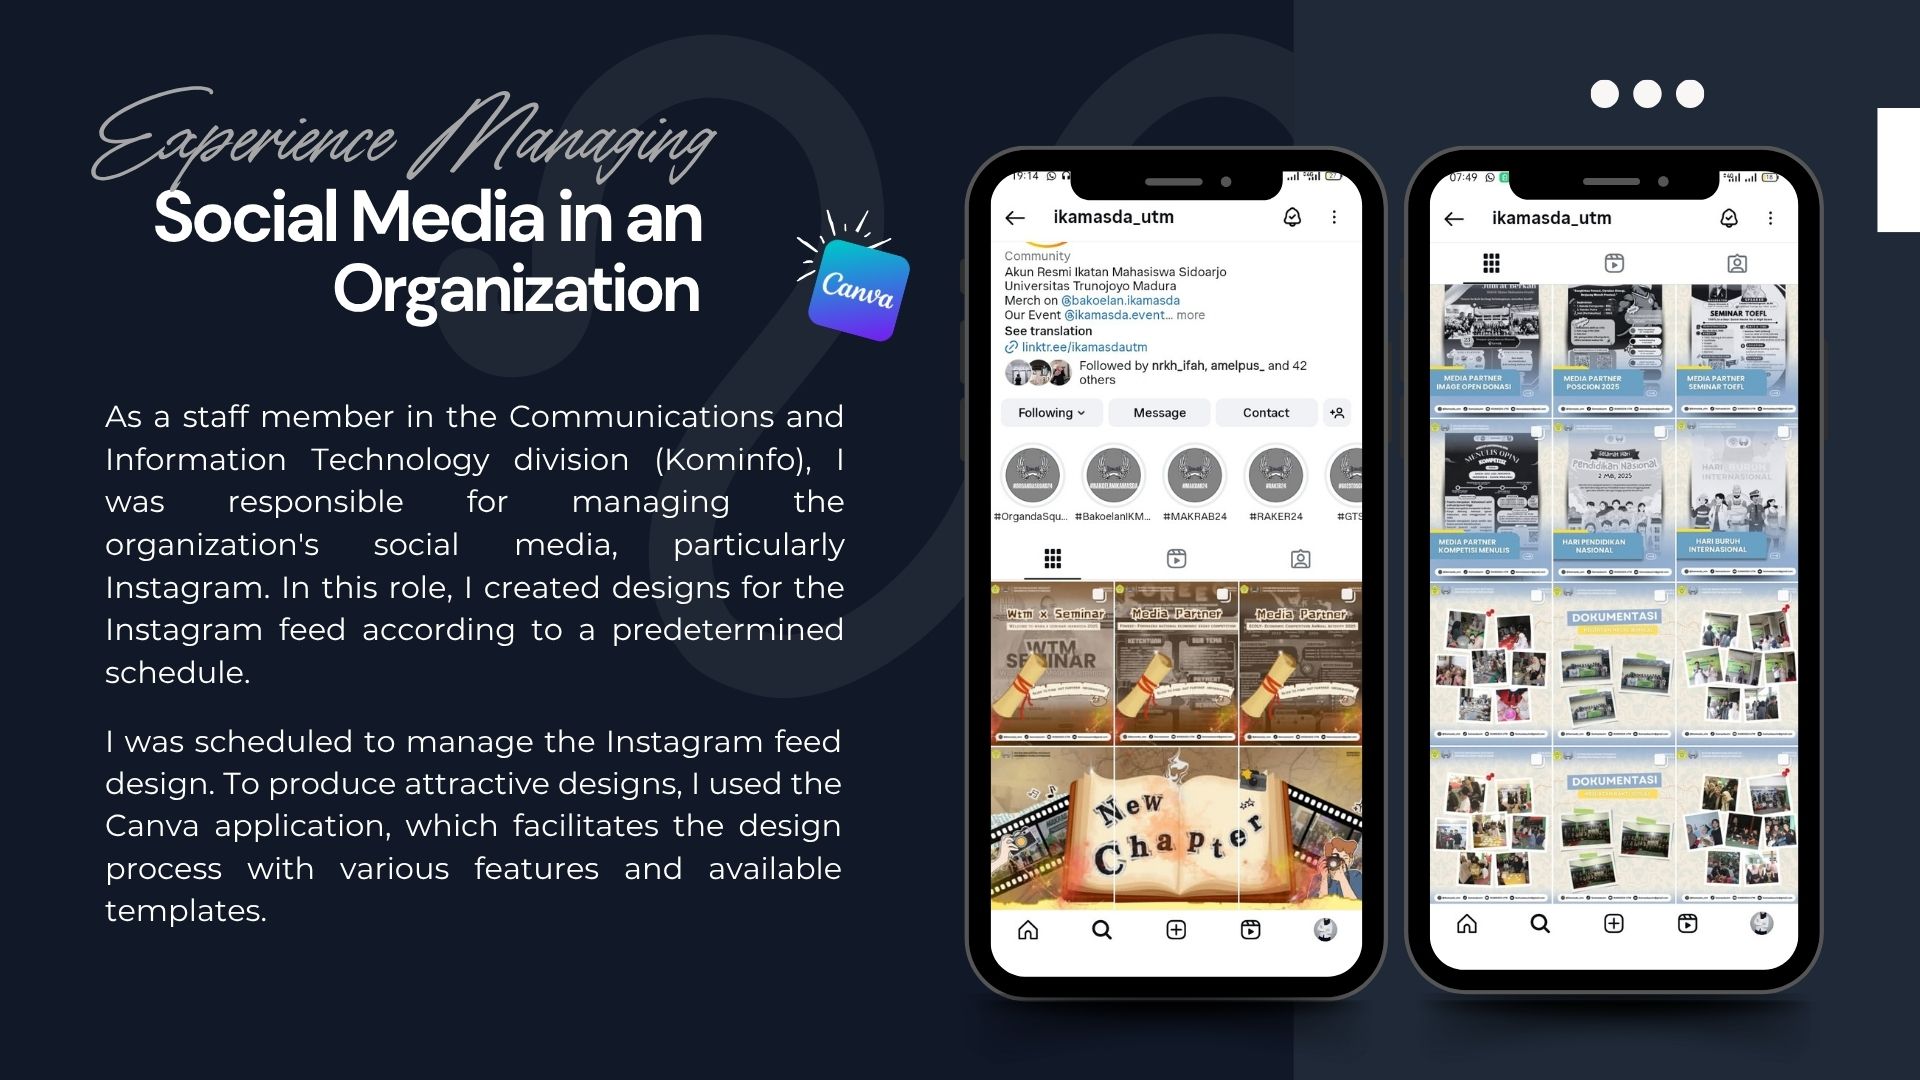 Experience Managing
Social Media in an
Organization
Canva
As a staff member in the Communications and
Information Technology division (Kominfo), I
was responsible for managing the
organization's social media, particularly
Instagram. In this role, I created designs for the
Instagram feed according to a predetermined
schedule.
I was scheduled to manage the Instagram feed
design. To produce attractive designs, I used the
Canva application, which facilitates the design
process with various features and available
templates.
19:14
ikamasda_utm
Community
Akun Resmi Ikatan Mahasiswa Sidoarjo
Universitas Trunojoyo Madura
Merch on @bakoelan.ikamasda
Our Event @ikamasda.event... more
See translation
linktr.ee/ikamasdautm
Followed by nrkh_ifah, amelpus_ and 42
others
Following
Message
Contact
#OrgandaSqu...
#BakoelanIKM...
#MAKRAB24
#RAKER24
#GTS
Wtm x Seminar
WTM
SEMINAR
Media Partner
Media Partner
New
Chapter
07:49
ikamasda_utm
MEDIA PARTNER
IMAGE OPEN DONASI
MEDIA PARTNER
POSCION 2025
SEMINAR TOEFL
MEDIA PARTNER
SEMINAR TOEFL
MENULIS OPINI
MEDIA PARTNER
KOMPETISI MENULIS
Selamat Hari
Pendidikan Nasional
2 MEI, 2025
HARI PENDIDIKAN
NASIONAL
HARI BURUH
INTERNASIONAL
HARI BURUH
INTERNASIONAL
DOKUMENTASI
DOKUMENTASI